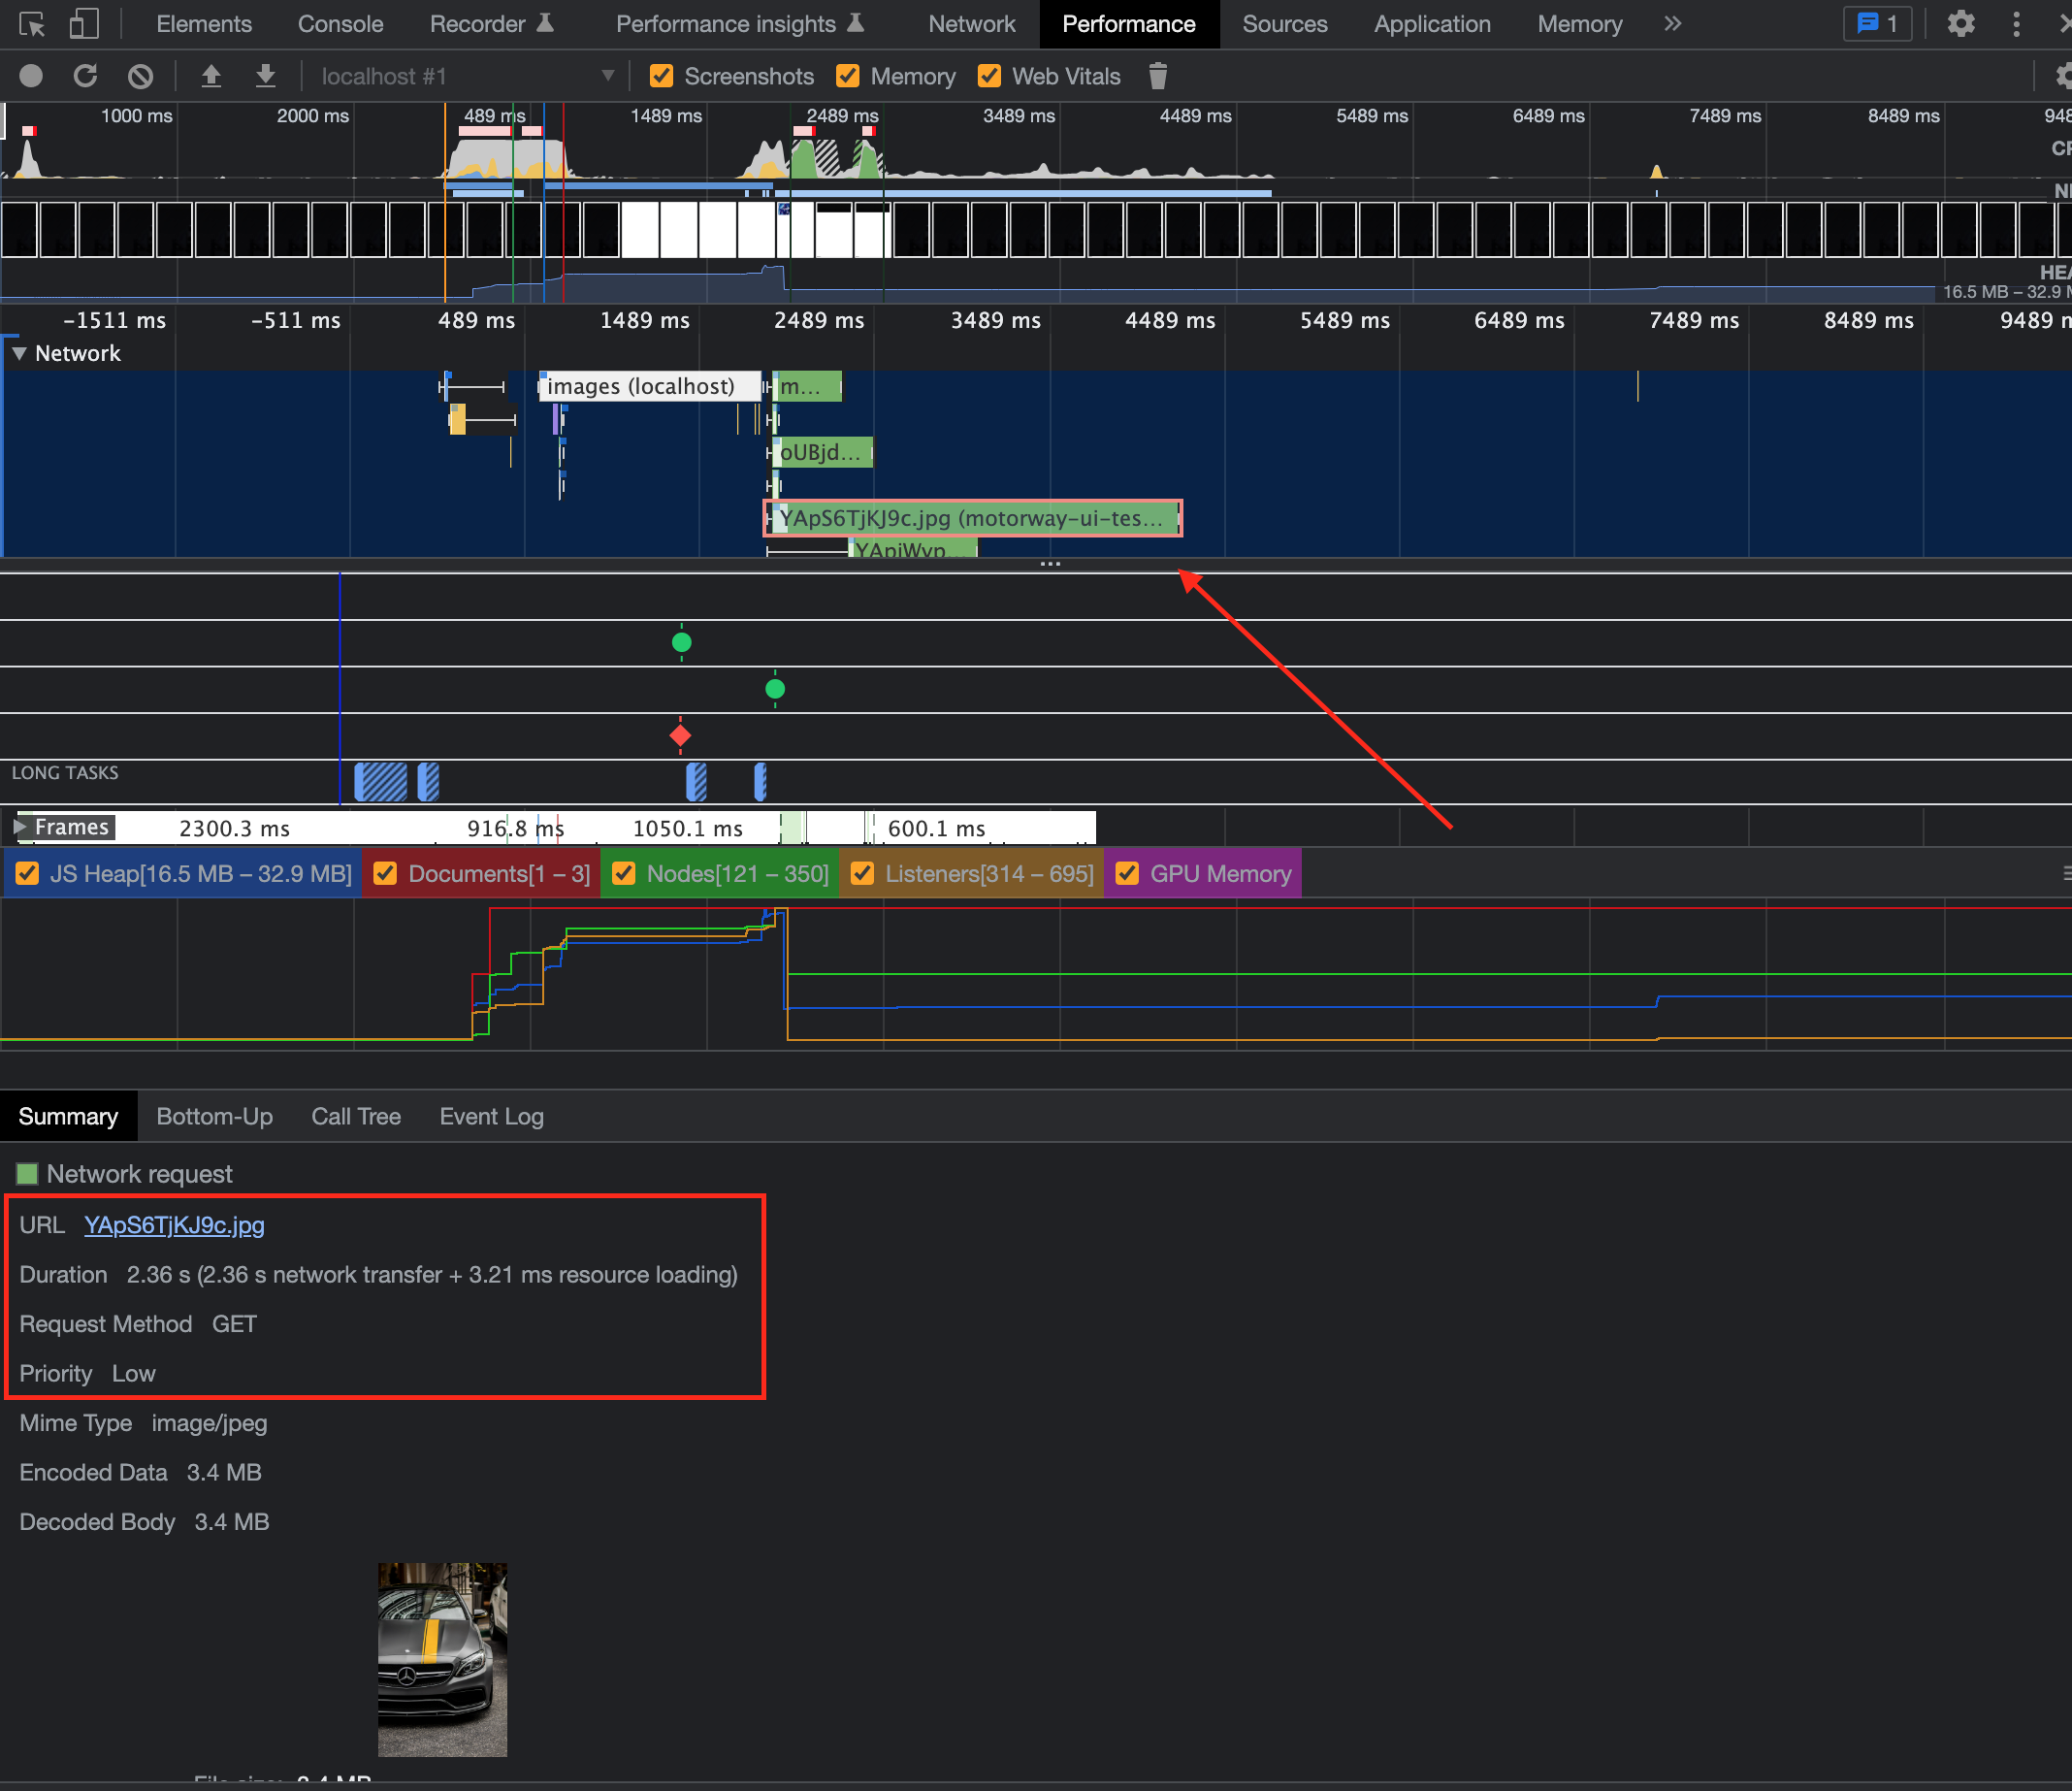 Elements Console Recorder Performance insights Network Performance Sources Application Memory 1
localhost #1 Screenshots Memory Web Vitals
1000 ms 2000 ms 489 ms 1489 ms 2489 ms 3489 ms 4489 ms 5489 ms 6489 ms 7489 ms 8489 ms
16.5 MB – 32.9
-1511 ms -511 ms 489 ms 1489 ms 2489 ms 3489 ms 4489 ms 5489 ms 6489 ms 7489 ms 8489 ms 9489
Network
images (localhost) m...
oUBjd...
YApS6TjKJ9c.jpg (motorway-ui-tes...
LONG TASKS
Frames 2300.3 ms 916.8 ms 1050.1 ms 600.1 ms
JS Heap[16.5 MB – 32.9 MB] Documents[1 – 3] Nodes[121 – 350] Listeners[314 – 695] GPU Memory
Summary Bottom-Up Call Tree Event Log
Network request
URL YApS6TjKJ9c.jpg
Duration 2.36 s (2.36 s network transfer + 3.21 ms resource loading)
Request Method GET
Priority Low
Mime Type image/jpeg
Encoded Data 3.4 MB
Decoded Body 3.4 MB